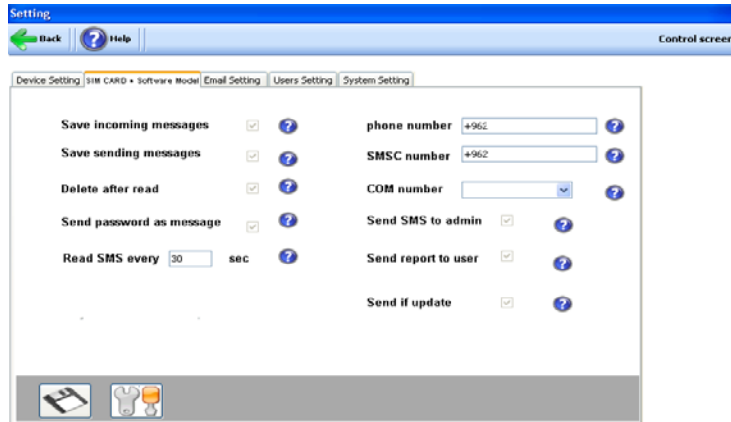 Setting
Back Help Control screen
Device Setting SIM CARD + Software Model Email Setting Users Setting System Setting
Save incoming messages
Save sending messages
Delete after read
Send password as message
Read SMS every 30 sec
phone number +962
SMSC number +962
COM number
Send SMS to admin
Send report to user
Send if update